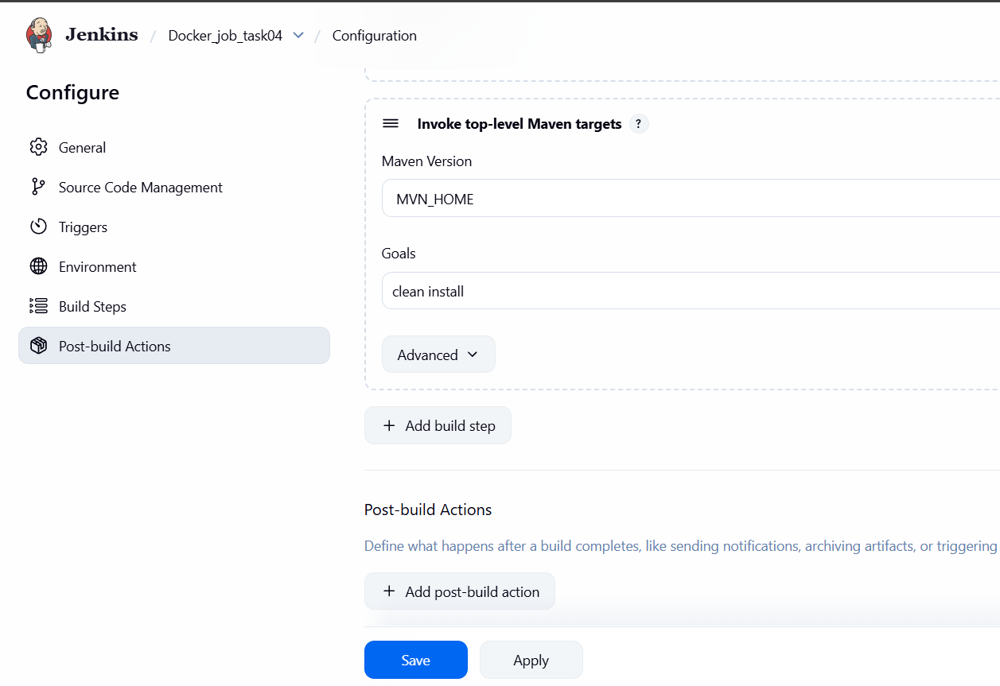 Jenkins / Docker_job_task04 / Configuration
Configure
General
Source Code Management
Triggers
Environment
Build Steps
Post-build Actions
Invoke top-level Maven targets ?
Maven Version
MVN_HOME
Goals
clean install
Advanced
+ Add build step
Post-build Actions
Define what happens after a build completes, like sending notifications, archiving artifacts, or triggering
+ Add post-build action
Save
Apply